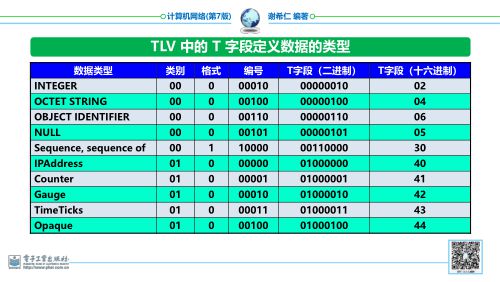 计算机网络(第7版) 谢希仁 编著
TLV 中的 T 字段定义数据的类型
数据类型 类别 格式 编号 T字段（二进制） T字段（十六进制）
INTEGER 00 0 00010 00000010 02
OCTET STRING 00 0 00100 00000100 04
OBJECT IDENTIFIER 00 0 00110 00000110 06
NULL 00 0 00101 00000101 05
Sequence, sequence of 00 1 10000 00110000 30
IPAddress 01 0 00000 01000000 40
Counter 01 0 00001 01000001 41
Gauge 01 0 00010 01000010 42
TimeTicks 01 0 00011 01000011 43
Opaque 01 0 00100 01000100 44
电子工业出版社
http://www.phei.com.cn